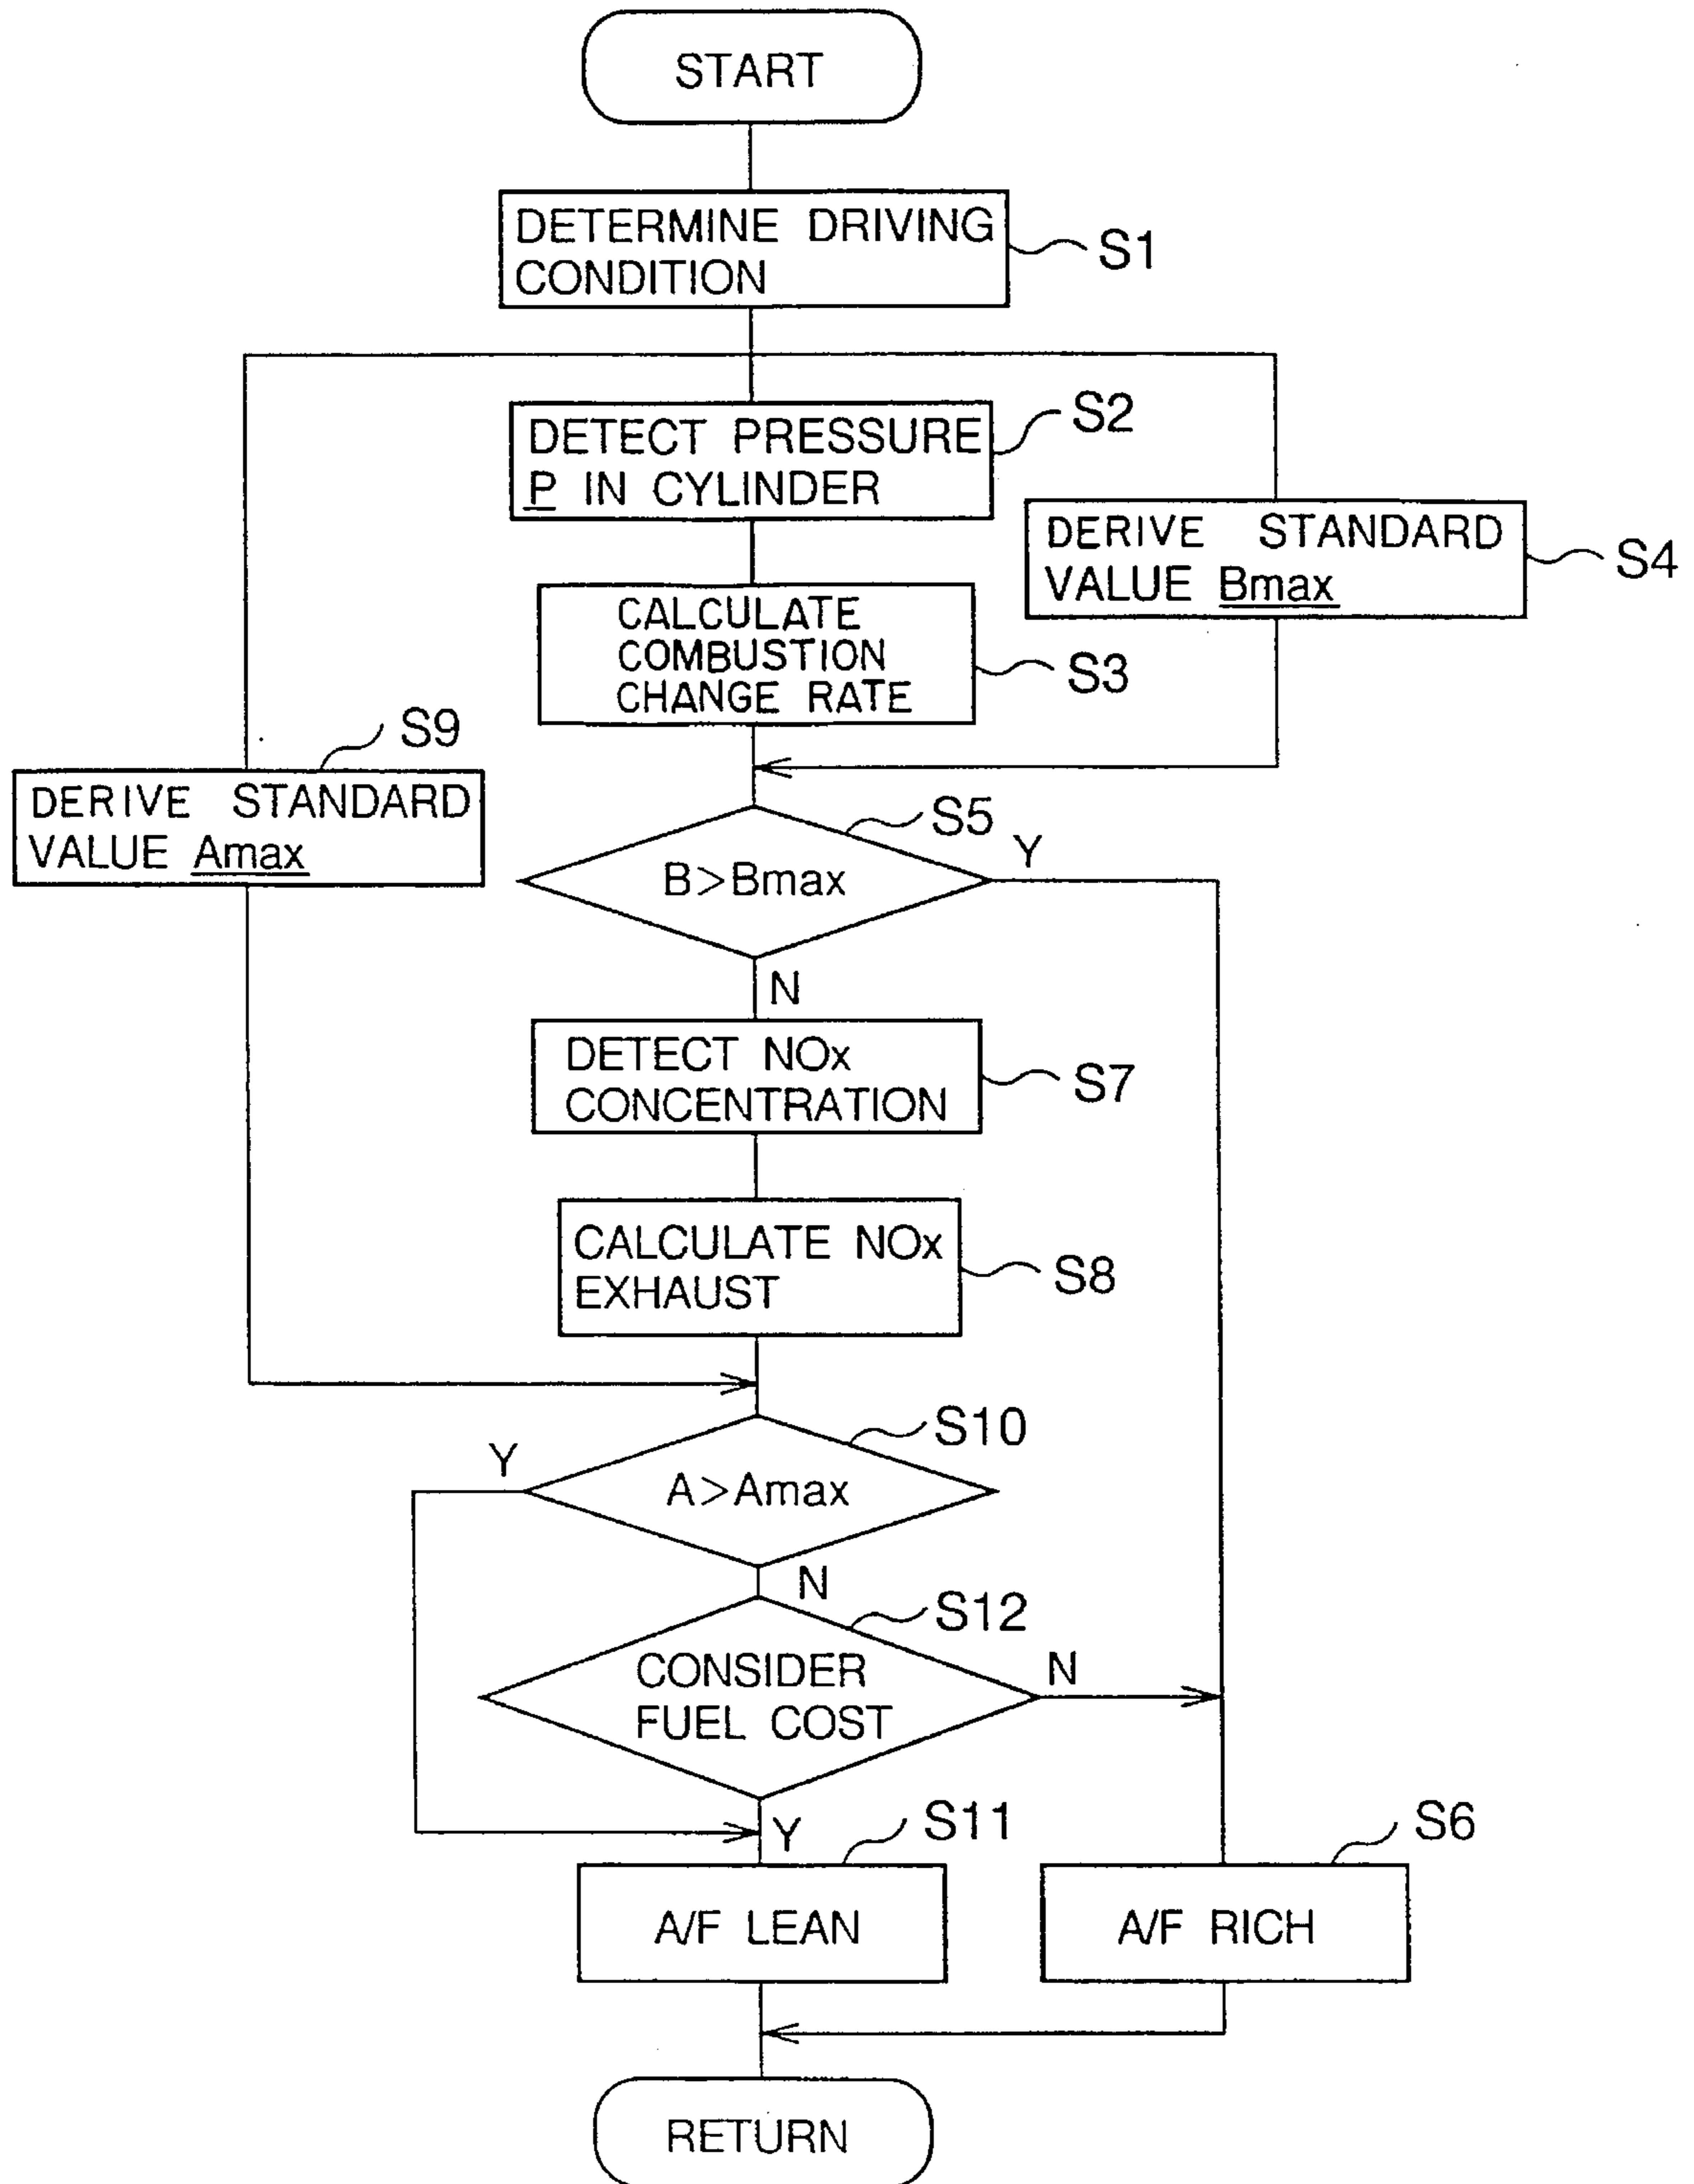 START
DETERMINE DRIVING
CONDITION
S1
DETECT PRESSURE
P IN CYLINDER
S2
DERIVE STANDARD
VALUE Bmax
S4
CALCULATE
COMBUSTION
CHANGE RATE
S3
S9
DERIVE STANDARD
VALUE Amax
S5
B>Bmax
Y
N
DETECT NOx
CONCENTRATION
S7
CALCULATE NOx
EXHAUST
S8
S10
Y
A>Amax
N
S12
CONSIDER
FUEL COST
N
Y
S11
A/F LEAN
S6
A/F RICH
RETURN